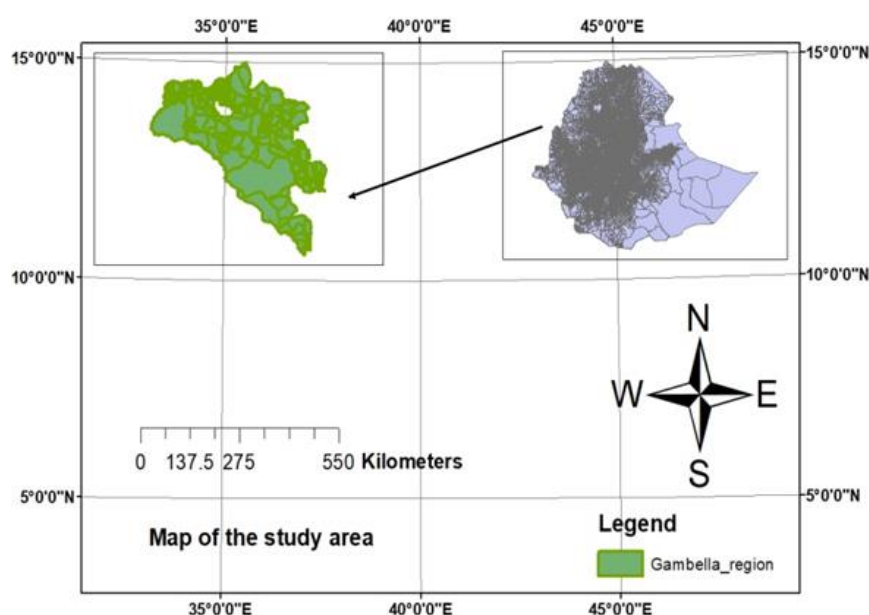 35°0'0"E 40°0'0"E 45°0'0"E
15°0'0"N 15°0'0"N
10°0'0"N 10°0'0"N
N
W E
S
0 137.5 275 550 Kilometers
5°0'0"N 5°0'0"N
Map of the study area
Legend
Gambella_region
35°0'0"E 40°0'0"E 45°0'0"E